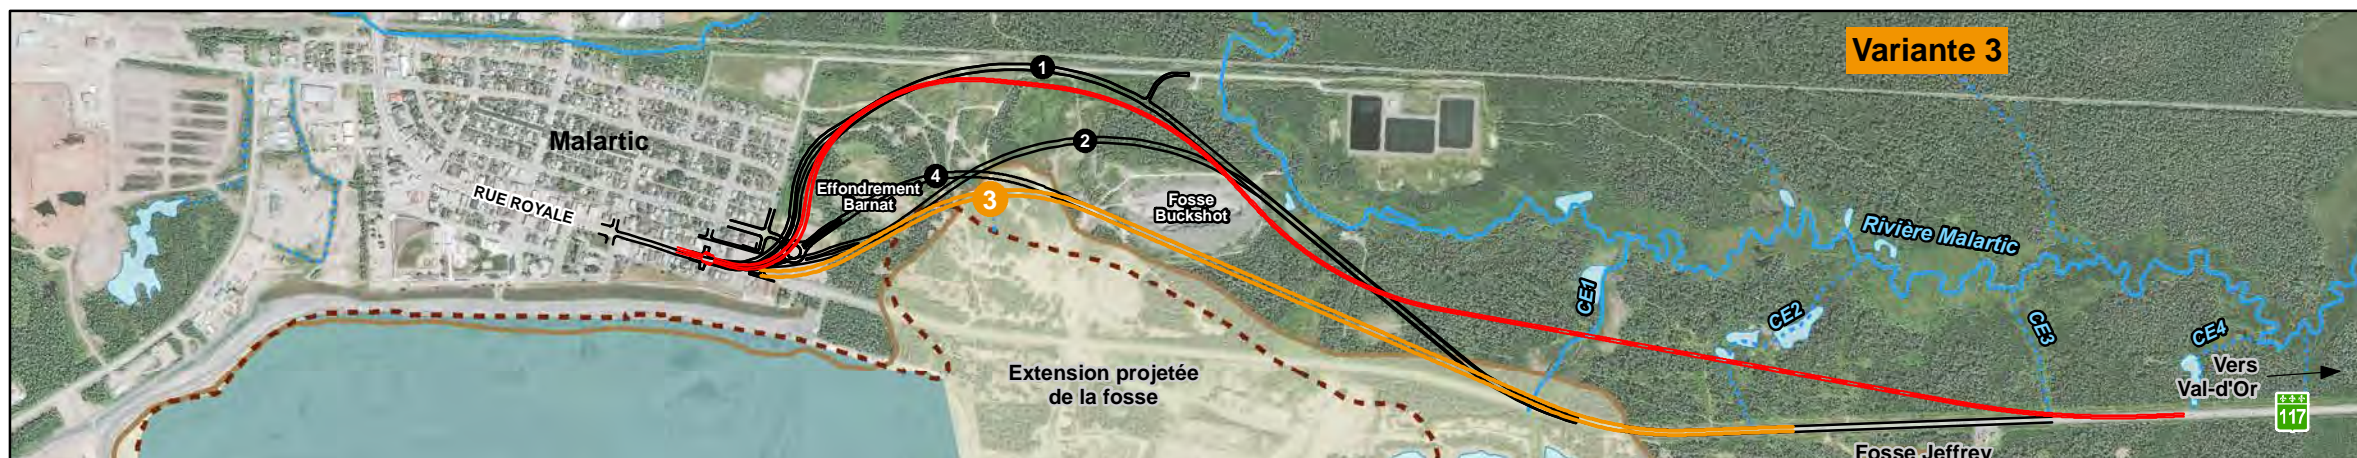 Variante 3
1
Malartic
2
4
Effondrement
Barnat
3
Fosse
Buckshot
RUE ROYALE
Rivière Malartic
CE1
CE2
CE3
CE4
Vers
Val-d'Or
117
Extension projetée
de la fosse
Fosse Jeffrey